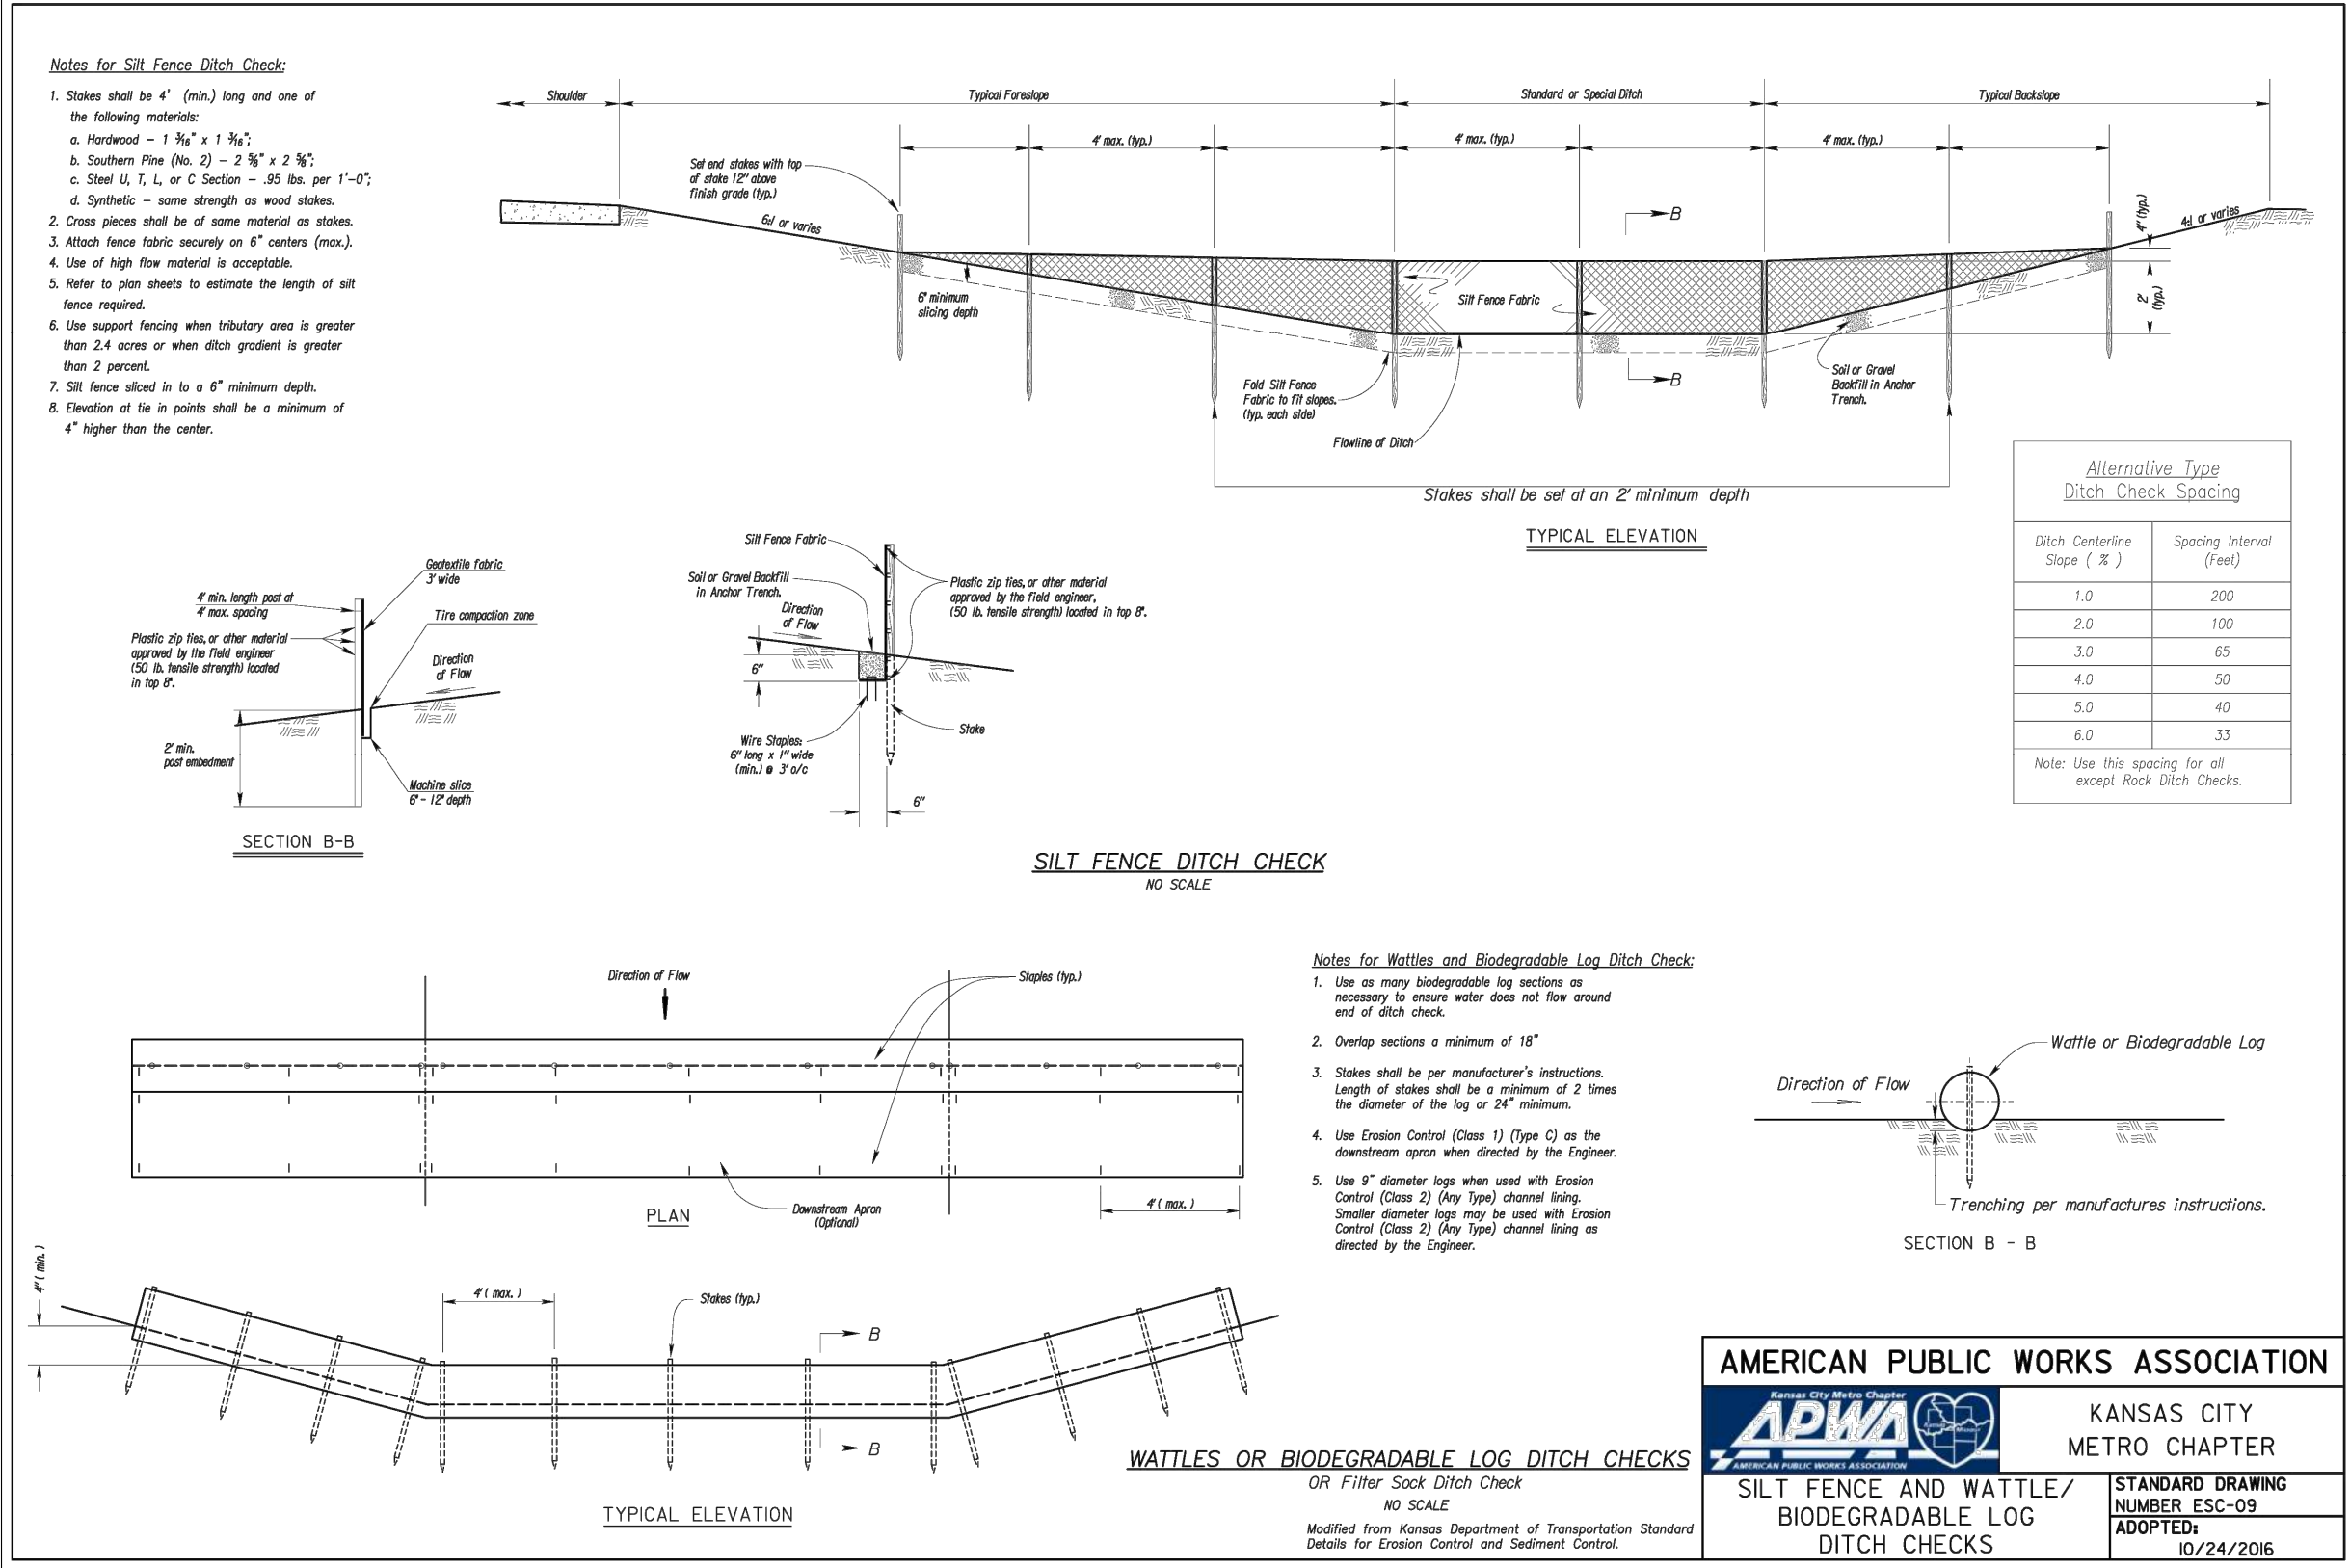 Notes for Silt Fence Ditch Check:
1. Stakes shall be 4' (min.) long and one of
the following materials:
a. Hardwood – 1 3/16" x 1 3/16";
b. Southern Pine (No. 2) – 2 5/8" x 2 5/8";
c. Steel U, T, L, or C Section – .95 lbs. per 1'-0";
d. Synthetic – same strength as wood stakes.
2. Cross pieces shall be of same material as stakes.
3. Attach fence fabric securely on 6" centers (max.).
4. Use of high flow material is acceptable.
5. Refer to plan sheets to estimate the length of silt
fence required.
6. Use support fencing when tributary area is greater
than 2.4 acres or when ditch gradient is greater
than 2 percent.
7. Silt fence sliced in to a 6" minimum depth.
8. Elevation at tie in points shall be a minimum of
4" higher than the center.
Shoulder
Typical Foreslope
Standard or Special Ditch
Typical Backslope
4' max. (typ.)
4' max. (typ.)
4' max. (typ.)
Set end stakes with top
of stake 12" above
finish grade (typ.)
6:1 or varies
B
4" (typ.)
4:1 or varies
6" minimum
slicing depth
Silt Fence Fabric
2' (typ.)
B
Fold Silt Fence
Fabric to fit slopes.
(typ. each side)
Soil or Gravel
Backfill in Anchor
Trench.
Flowline of Ditch
Stakes shall be set at an 2' minimum depth
TYPICAL ELEVATION
Alternative Type
Ditch Check Spacing
Ditch Centerline
Slope ( % )
Spacing Interval
(Feet)
1.0 200
2.0 100
3.0 65
4.0 50
5.0 40
6.0 33
Note: Use this spacing for all
except Rock Ditch Checks.
Geotextile fabric
3' wide
4' min. length post at
4' max. spacing
Tire compaction zone
Plastic zip ties, or other material
approved by the field engineer
(50 lb. tensile strength) located
in top 8".
Direction
of Flow
2' min.
post embedment
Machine slice
6" - 12" depth
SECTION B-B
Silt Fence Fabric
Soil or Gravel Backfill
in Anchor Trench.
Plastic zip ties, or other material
approved by the field engineer,
(50 lb. tensile strength) located in top 8".
Direction
of Flow
6"
Stake
Wire Staples:
6" long x 1" wide
(min.) @ 3' o/c
6"
SILT FENCE DITCH CHECK
NO SCALE
Direction of Flow
Staples (typ.)
4' ( max. )
Downstream Apron
(Optional)
PLAN
4" ( min. )
4' ( max. )
Stakes (typ.)
B
B
TYPICAL ELEVATION
Notes for Wattles and Biodegradable Log Ditch Check:
1. Use as many biodegradable log sections as
necessary to ensure water does not flow around
end of ditch check.
2. Overlap sections a minimum of 18"
3. Stakes shall be per manufacturer's instructions.
Length of stakes shall be a minimum of 2 times
the diameter of the log or 24" minimum.
4. Use Erosion Control (Class 1) (Type C) as the
downstream apron when directed by the Engineer.
5. Use 9" diameter logs when used with Erosion
Control (Class 2) (Any Type) channel lining.
Smaller diameter logs may be used with Erosion
Control (Class 2) (Any Type) channel lining as
directed by the Engineer.
Wattle or Biodegradable Log
Direction of Flow
Trenching per manufactures instructions.
SECTION B - B
WATTLES OR BIODEGRADABLE LOG DITCH CHECKS
OR Filter Sock Ditch Check
NO SCALE
Modified from Kansas Department of Transportation Standard
Details for Erosion Control and Sediment Control.
AMERICAN PUBLIC WORKS ASSOCIATION
Kansas City Metro Chapter
APWA
AMERICAN PUBLIC WORKS ASSOCIATION
KANSAS CITY
METRO CHAPTER
SILT FENCE AND WATTLE/
BIODEGRADABLE LOG
DITCH CHECKS
STANDARD DRAWING
NUMBER ESC-09
ADOPTED:
10/24/2016